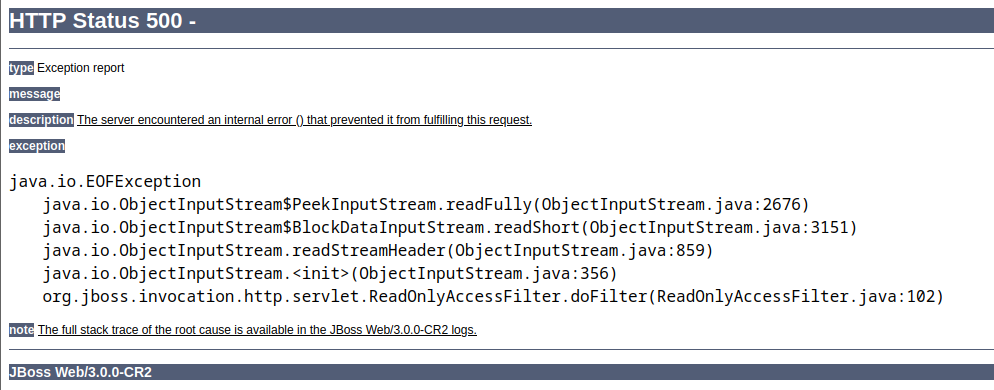 HTTP Status 500 -
type Exception report
message
description The server encountered an internal error () that prevented it from fulfilling this request.
exception
java.io.EOFException
java.io.ObjectInputStream$PeekInputStream.readFully(ObjectInputStream.java:2676)
java.io.ObjectInputStream$BlockDataInputStream.readShort(ObjectInputStream.java:3151)
java.io.ObjectInputStream.readStreamHeader(ObjectInputStream.java:859)
java.io.ObjectInputStream.<init>(ObjectInputStream.java:356)
org.jboss.invocation.http.servlet.ReadOnlyAccessFilter.doFilter(ReadOnlyAccessFilter.java:102)
note The full stack trace of the root cause is available in the JBoss Web/3.0.0-CR2 logs.
JBoss Web/3.0.0-CR2